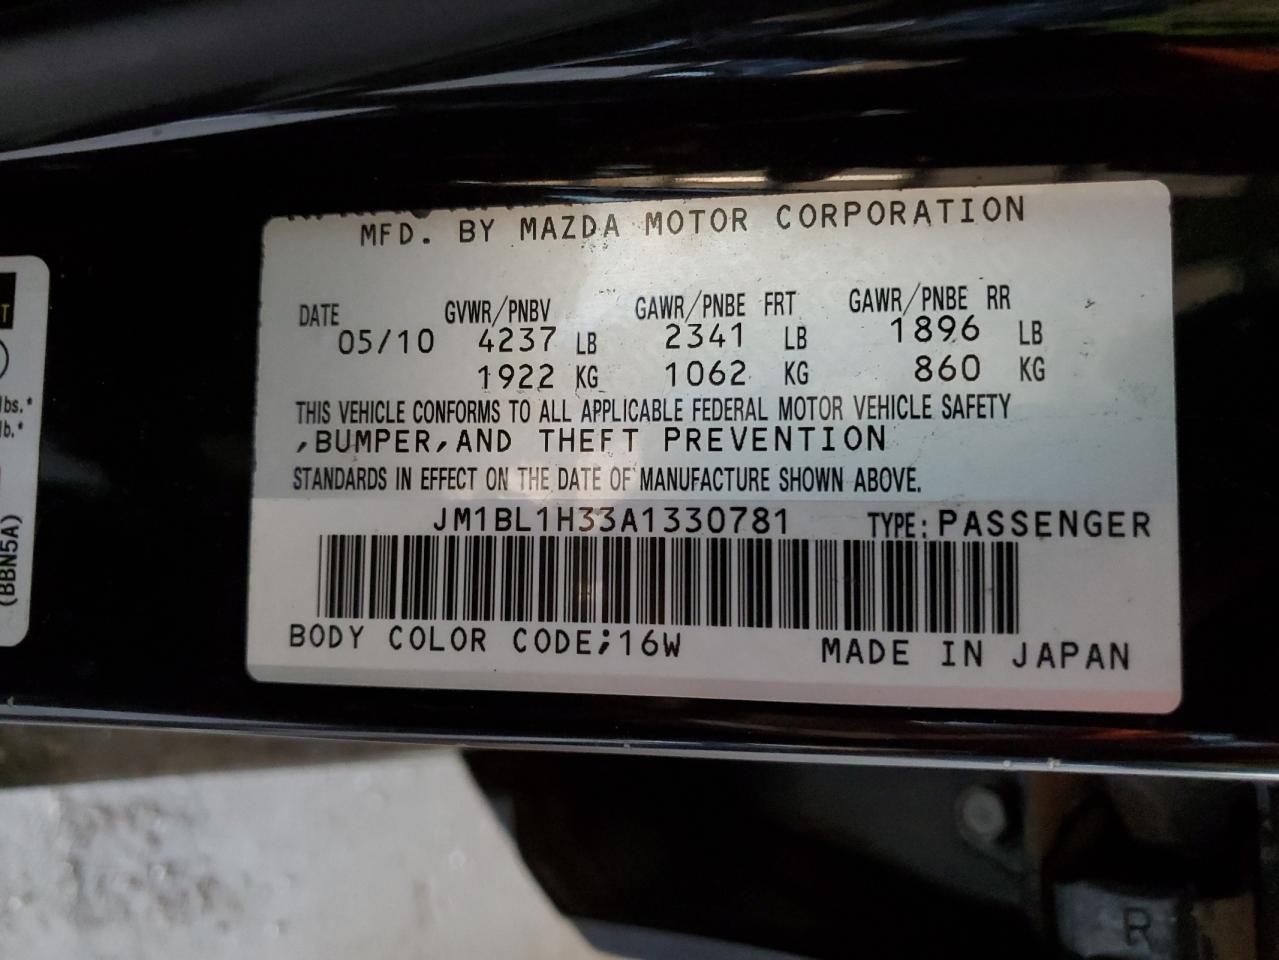 MFD. BY MAZDA MOTOR CORPORATION
DATE GVWR/PNBV GAWR/PNBE FRT GAWR/PNBE RR
05/10 4237 LB 2341 LB 1896 LB
1922 KG 1062 KG 860 KG
THIS VEHICLE CONFORMS TO ALL APPLICABLE FEDERAL MOTOR VEHICLE SAFETY
,BUMPER,AND THEFT PREVENTION
STANDARDS IN EFFECT ON THE DATE OF MANUFACTURE SHOWN ABOVE.
JM1BL1H33A1330781 TYPE:PASSENGER
BODY COLOR CODE;16W MADE IN JAPAN
lbs.*
lb.*
(BBN5A)
R